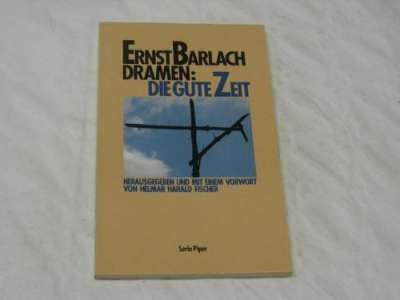 ERNST BARLACH
DRAMEN:
DIE GUTE ZEIT
HERAUSGEGEBEN UND MIT EINEM VORWORT
VON HELMAR HARALD FISCHER
Serie Piper